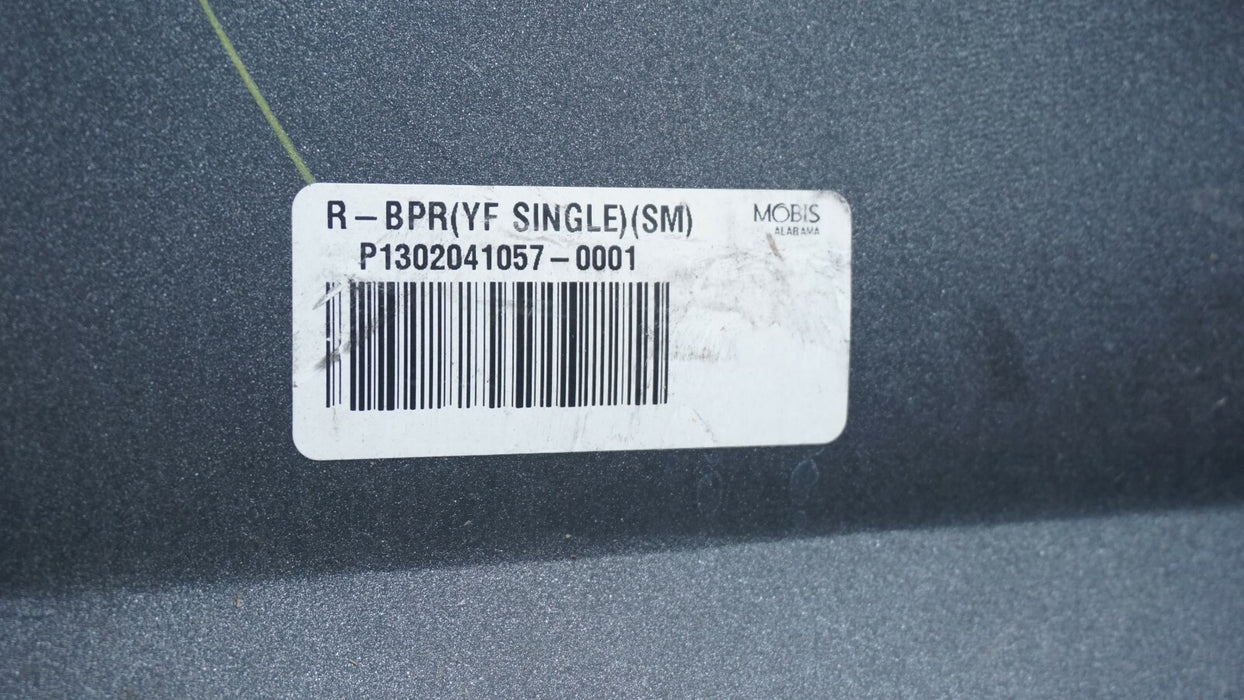 R-BPR(YF SINGLE)(SM)
MOBIS
ALABAMA
P1302041057-0001